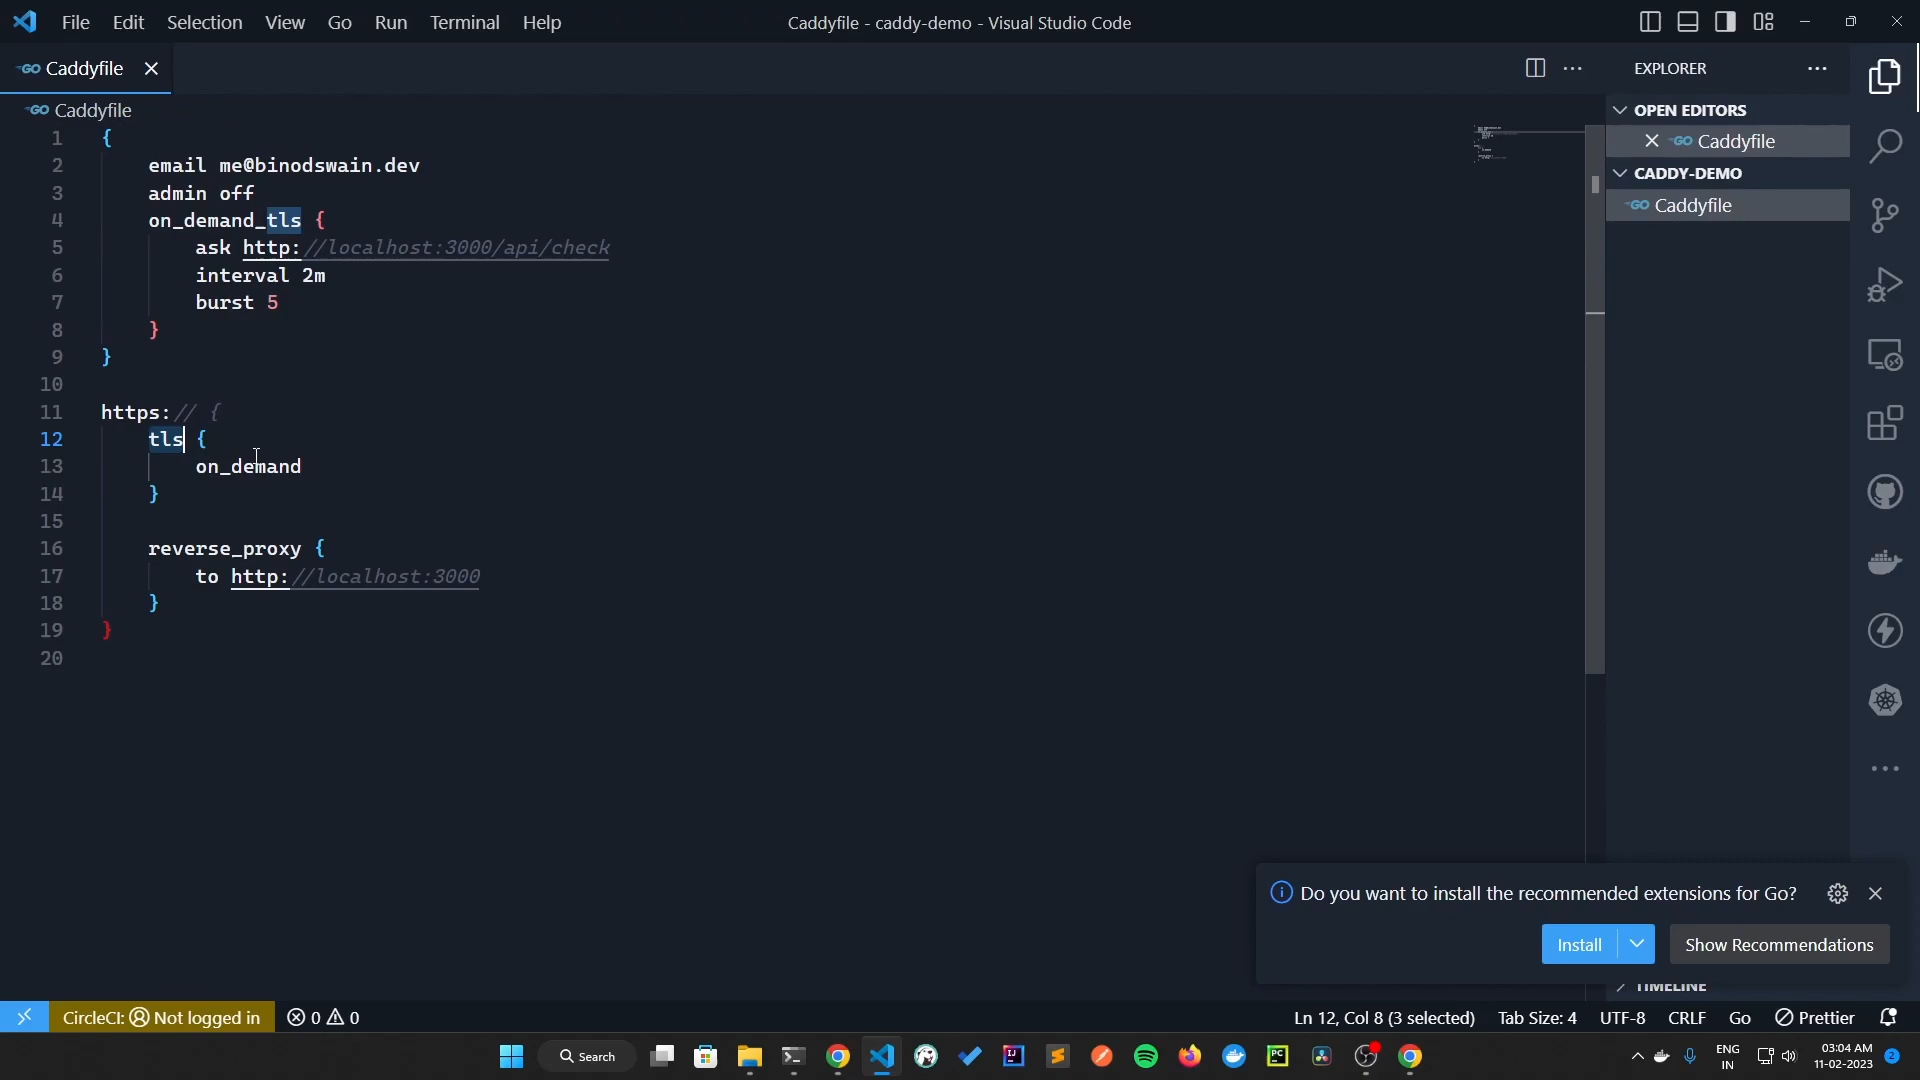 File Edit Selection View Go Run Terminal Help
Caddyfile - caddy-demo - Visual Studio Code
Caddyfile
Caddyfile
1 {
2 email me@binodswain.dev
3 admin off
4 on_demand_tls {
5 ask http://localhost:3000/api/check
6 interval 2m
7 burst 5
8 }
9 }
10
11 https:// {
12 tls {
13 on_demand
14 }
15
16 reverse_proxy {
17 to http://localhost:3000
18 }
19 }
20
EXPLORER
OPEN EDITORS
Caddyfile
CADDY-DEMO
Caddyfile
Do you want to install the recommended extensions for Go?
Install
Show Recommendations
TIMELINE
CircleCI: Not logged in 0 0
Ln 12, Col 8 (3 selected) Tab Size: 4 UTF-8 CRLF Go Prettier
Search
ENG
IN
03:04 AM
11-02-2023
2